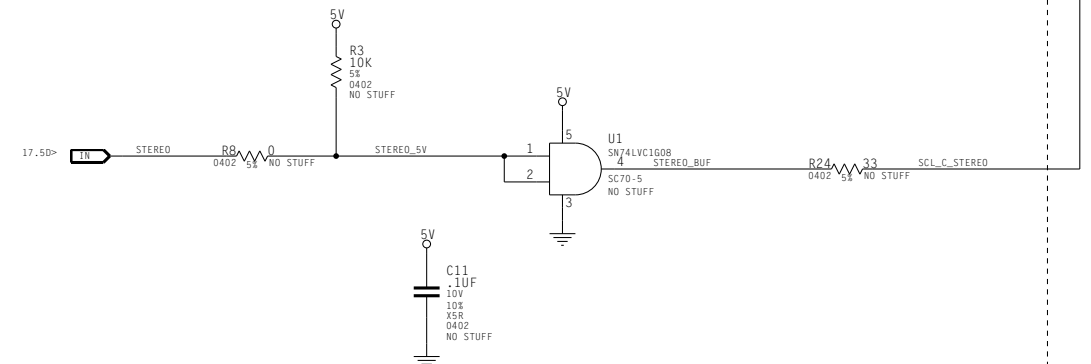 5V
R3
10K
5%
0402
NO STUFF
5V
5
U1
SN74LVC1G08
17.5D>
IN
STEREO
R8
0
0402
5%
NO STUFF
STEREO_5V
1
2
4
STEREO_BUF
SC70-5
NO STUFF
3
R24
33
0402
5%
NO STUFF
SCL_C_STEREO
5V
C11
.1UF
10V
10%
X5R
0402
NO STUFF